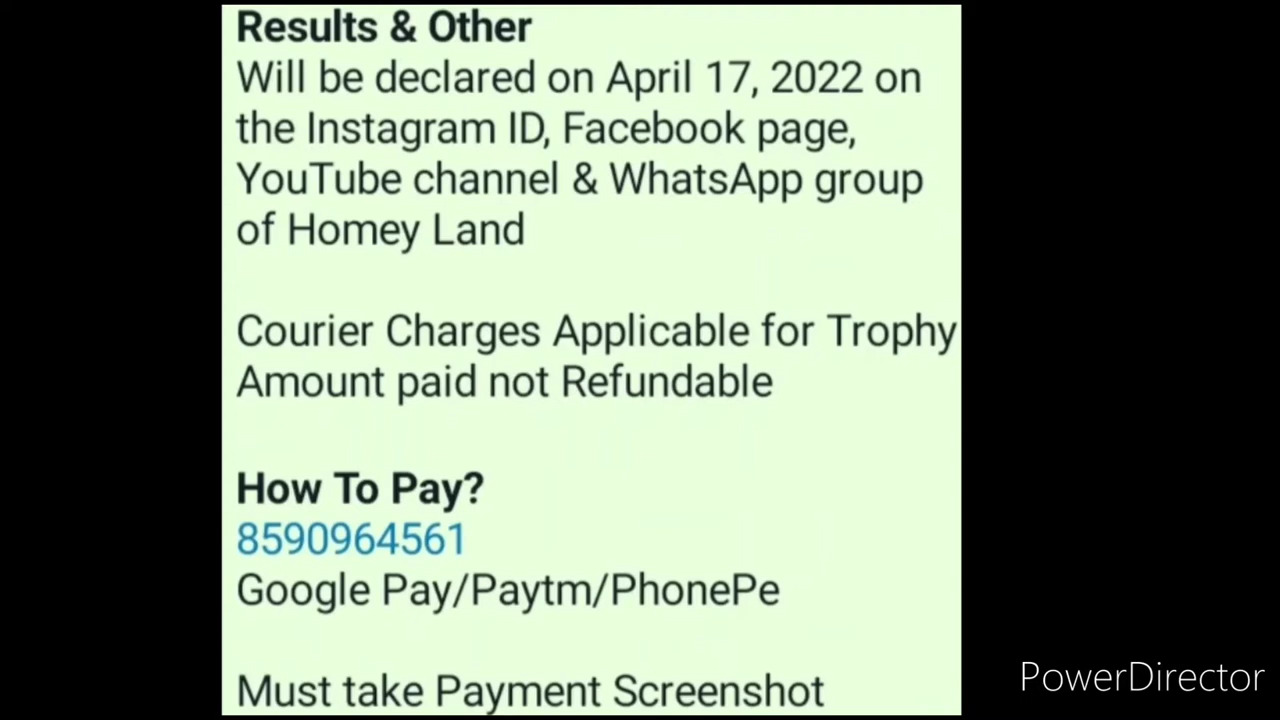 Results & Other
Will be declared on April 17, 2022 on
the Instagram ID, Facebook page,
YouTube channel & WhatsApp group
of Homey Land
Courier Charges Applicable for Trophy
Amount paid not Refundable
How To Pay?
8590964561
Google Pay/Paytm/PhonePe
Must take Payment Screenshot
PowerDirector